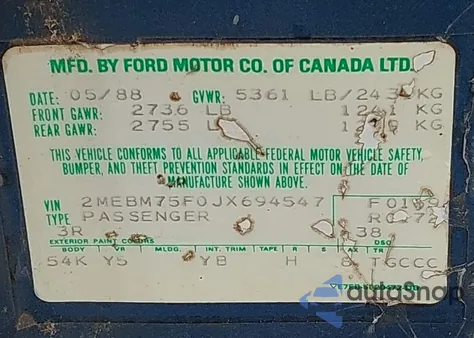 MFD. BY FORD MOTOR CO. OF CANADA LTD.
DATE: 05/88 GVWR: 5361 LB/243 KG
FRONT GAWR: 2736 LB 1241 KG
REAR GAWR: 2755 KG
THIS VEHICLE CONFORMS TO ALL APPLICABLE FEDERAL MOTOR VEHICLE SAFETY,
BUMPER, AND THEFT PREVENTION STANDARDS IN EFFECT ON THE DATE OF
MANUFACTURE SHOWN ABOVE.
VIN 2MEBM75F0JX694547
TYPE PASSENGER
3R 38
EXTERIOR PAINT COLORS DSO
BODY VR MLDG. INT. TRIM TAPE R S AX TR
54K Y5 YB H 8 TGCCC
autosnap